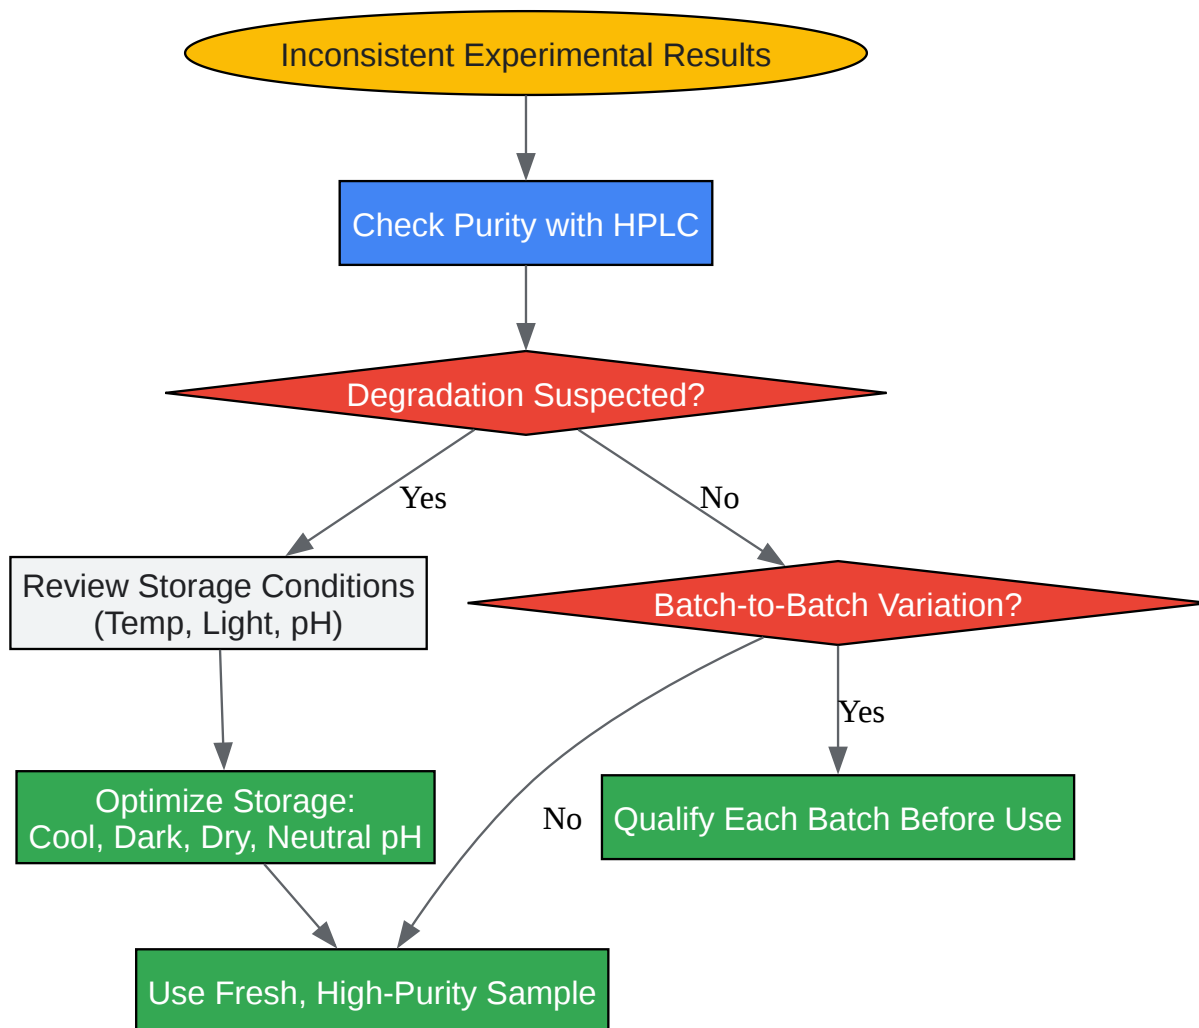 Inconsistent Experimental Results
Check Purity with HPLC
Degradation Suspected?
Yes
No
Review Storage Conditions
(Temp, Light, pH)
Batch-to-Batch Variation?
Yes
Optimize Storage:
Cool, Dark, Dry, Neutral pH
No
Qualify Each Batch Before Use
Use Fresh, High-Purity Sample